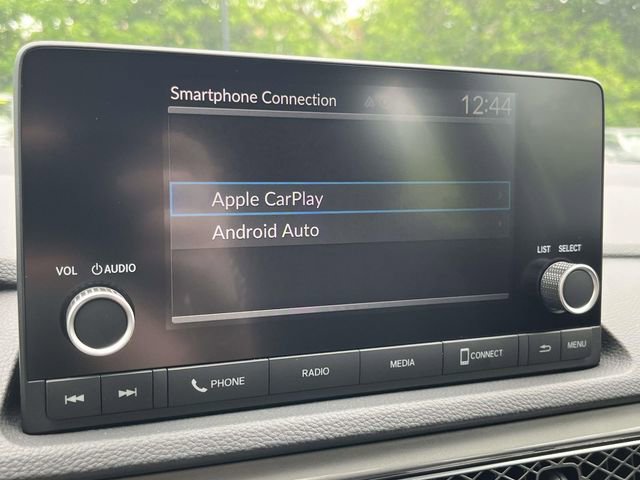 Smartphone Connection 12:44
Apple CarPlay
Android Auto
VOL AUDIO
LIST SELECT
PHONE RADIO MEDIA CONNECT MENU